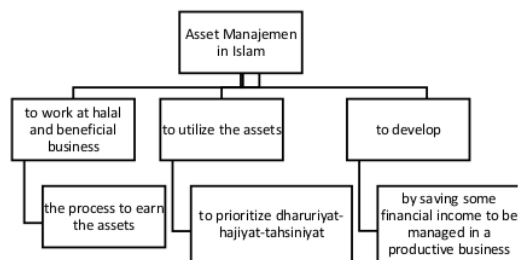 Asset Manajemen
in Islam
to work at halal
and beneficial
business
to utilize the assets
to develop
the process to earn
the assets
to prioritize dharuriyat-
hajiyat-tahsiniyat
by saving some
financial income to be
managed in a
productive business